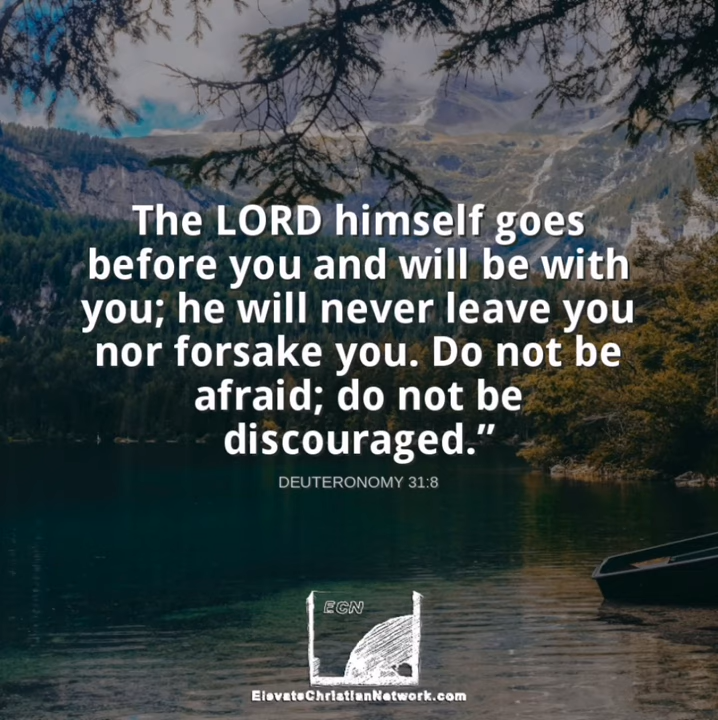 The LORD himself goes
before you and will be with
you; he will never leave you
nor forsake you. Do not be
afraid; do not be
discouraged.”
DEUTERONOMY 31:8
ECN
ElevateChristianNetwork.com